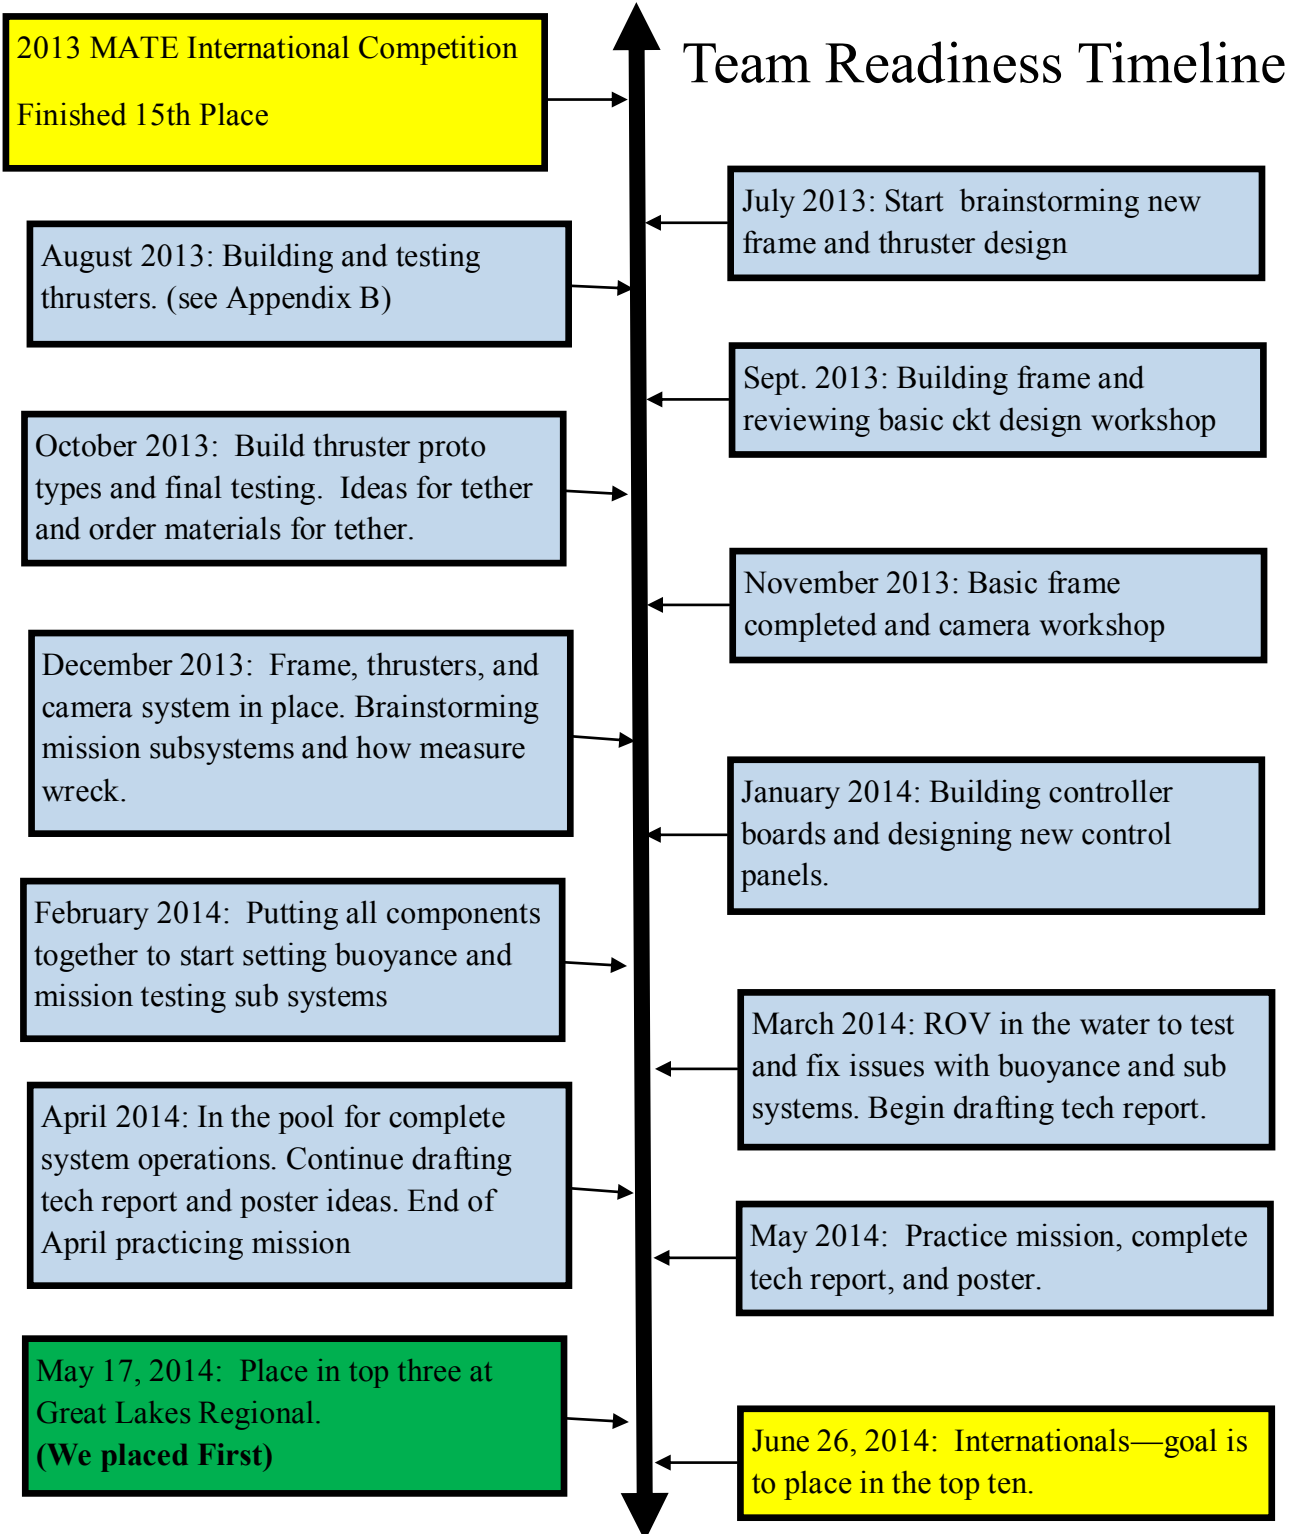 Team Readiness Timeline
2013 MATE International Competition
Finished 15th Place
July 2013: Start  brainstorming new
frame and thruster design
August 2013: Building and testing
thrusters. (see Appendix B)
Sept. 2013: Building frame and
reviewing basic ckt design workshop
October 2013:  Build thruster proto
types and final testing.  Ideas for tether
and order materials for tether.
November 2013: Basic frame
completed and camera workshop
December 2013:  Frame, thrusters, and
camera system in place. Brainstorming
mission subsystems and how measure
wreck.
January 2014: Building controller
boards and designing new control
panels.
February 2014:  Putting all components
together to start setting buoyance and
mission testing sub systems
March 2014: ROV in the water to test
and fix issues with buoyance and sub
systems. Begin drafting tech report.
April 2014: In the pool for complete
system operations. Continue drafting
tech report and poster ideas. End of
April practicing mission
May 2014:  Practice mission, complete
tech report, and poster.
May 17, 2014:  Place in top three at
Great Lakes Regional.
(We placed First)
June 26, 2014:  Internationals—goal is
to place in the top ten.